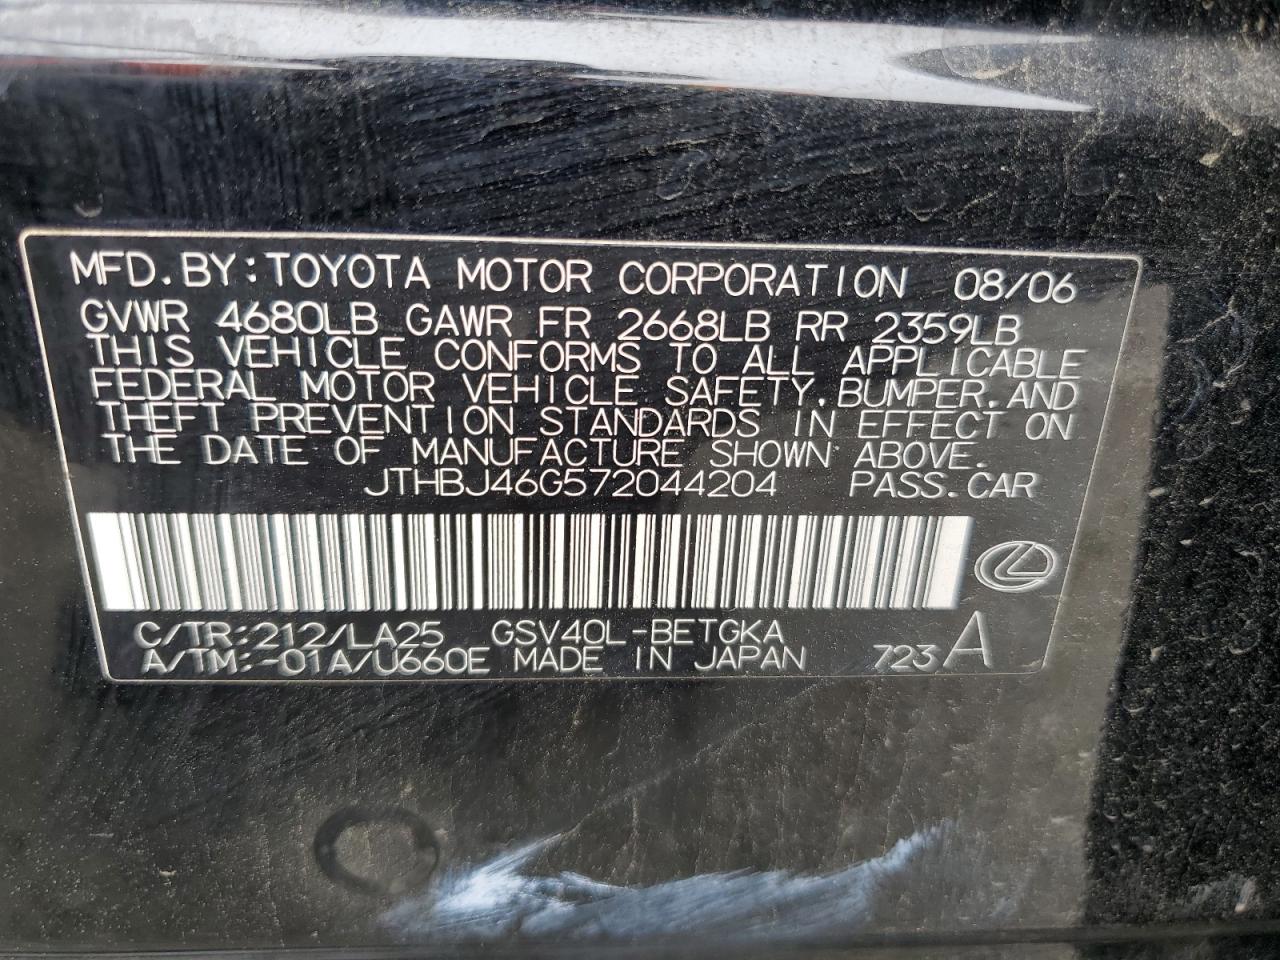 MFD.BY:TOYOTA MOTOR CORPORATION 08/06
GVWR 4680LB GAWR FR 2668LB RR 2359LB
THIS VEHICLE CONFORMS TO ALL APPLICABLE
FEDERAL MOTOR VEHICLE SAFETY,BUMPER,AND
THEFT PREVENTION STANDARDS IN EFFECT ON
THE DATE OF MANUFACTURE SHOWN ABOVE.
JTHBJ46G572044204 PASS.CAR
C/TR:212/LA25 GSV40L-BETGKA
A/TM:-01A/U660E MADE IN JAPAN 723 A